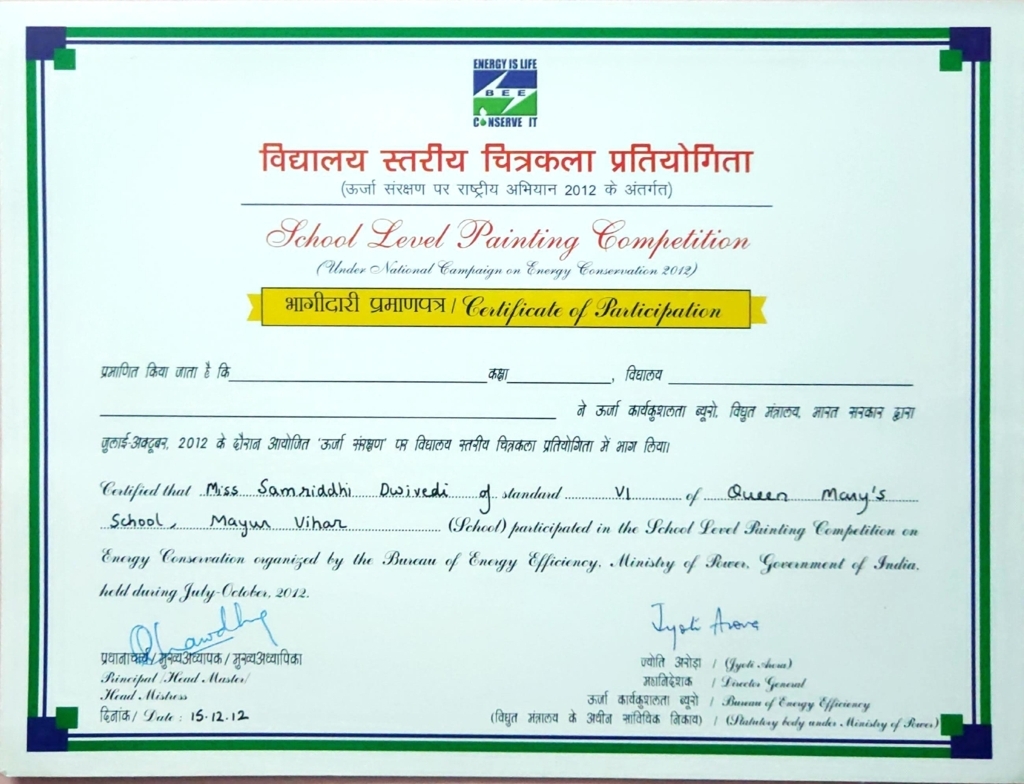 ENERGY IS LIFE
BEE
CONSERVE IT
विद्यालय स्तरीय चित्रकला प्रतियोगिता
(ऊर्जा संरक्षण पर राष्ट्रीय अभियान 2012 के अंतर्गत)
School Level Painting Competition
(Under National Campaign on Energy Conservation 2012)
भागीदारी प्रमाणपत्र / Certificate of Participation
प्रमाणित किया जाता है कि कक्षा , विद्यालय
ने ऊर्जा कार्यकुशलता ब्यूरो, विद्युत मंत्रालय, भारत सरकार द्वारा
जुलाई-अक्टूबर, 2012 के दौरान आयोजित 'ऊर्जा संरक्षण' पर विद्यालय स्तरीय चित्रकला प्रतियोगिता में भाग लिया।
Certified that Miss Samriddhi Dwivedi of standard VI of Queen Mary's
School, Mayur Vihar (School) participated in the School Level Painting Competition on
Energy Conservation organized by the Bureau of Energy Efficiency, Ministry of Power, Government of India,
held during July-October, 2012.
Jyoti Arora
प्रधानाचार्य / मुख्यअध्यापक / मुख्यअध्यापिका
Principal /Head Master/
Head Mistress
दिनांक / Date : 15.12.12
ज्योति अरोड़ा / (Jyoti Arora)
महानिदेशक / Director General
ऊर्जा कार्यकुशलता ब्यूरो / Bureau of Energy Efficiency
(विद्युत मंत्रालय के अधीन सांविधिक निकाय) / (Statutory body under Ministry of Power)